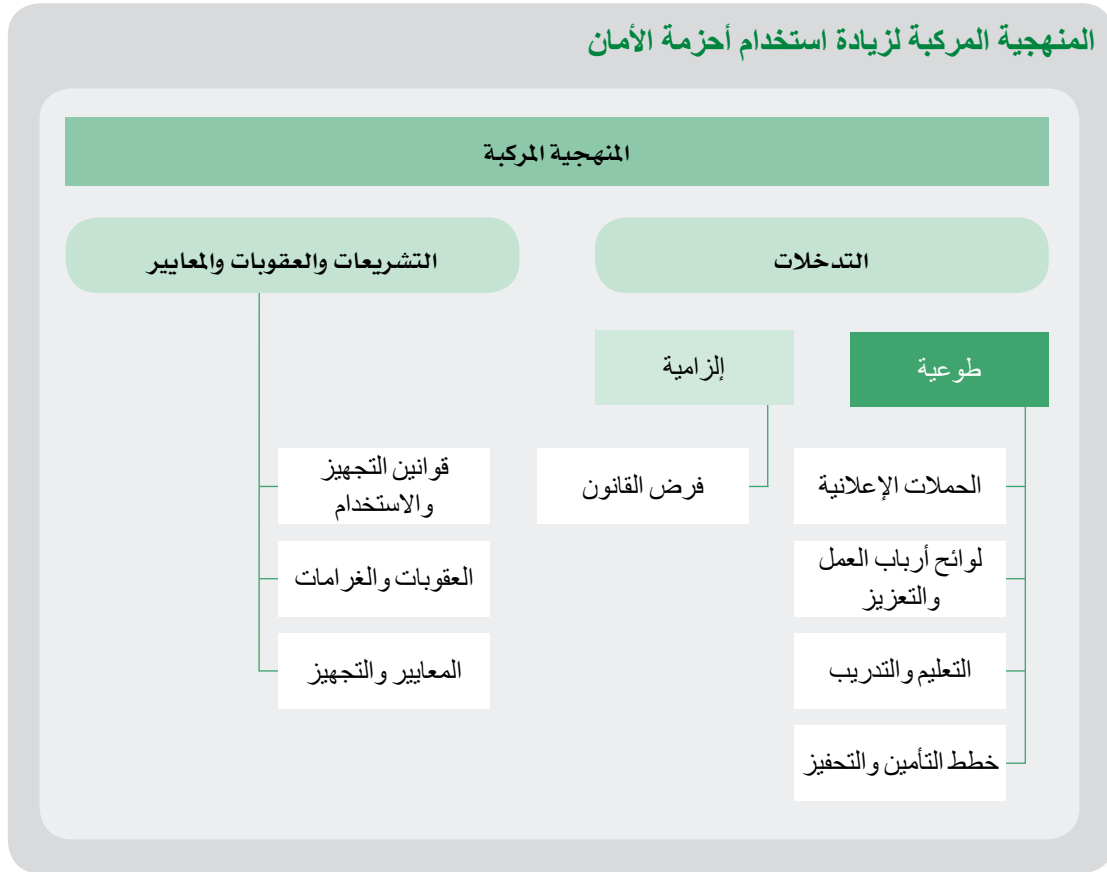 المنهجية المركبة لزيادة استخدام أحزمة الأمان
المنهجية المركبة
التدخلات
التشريعات والعقوبات والمعايير
طوعية
إلزامية
الحملات الإعلانية
لوائح أرباب العمل
والتعزيز
التعليم والتدريب
خطط التأمين والتحفيز
فرض القانون
قوانين التجهيز
والاستخدام
العقوبات والغرامات
المعايير والتجهيز